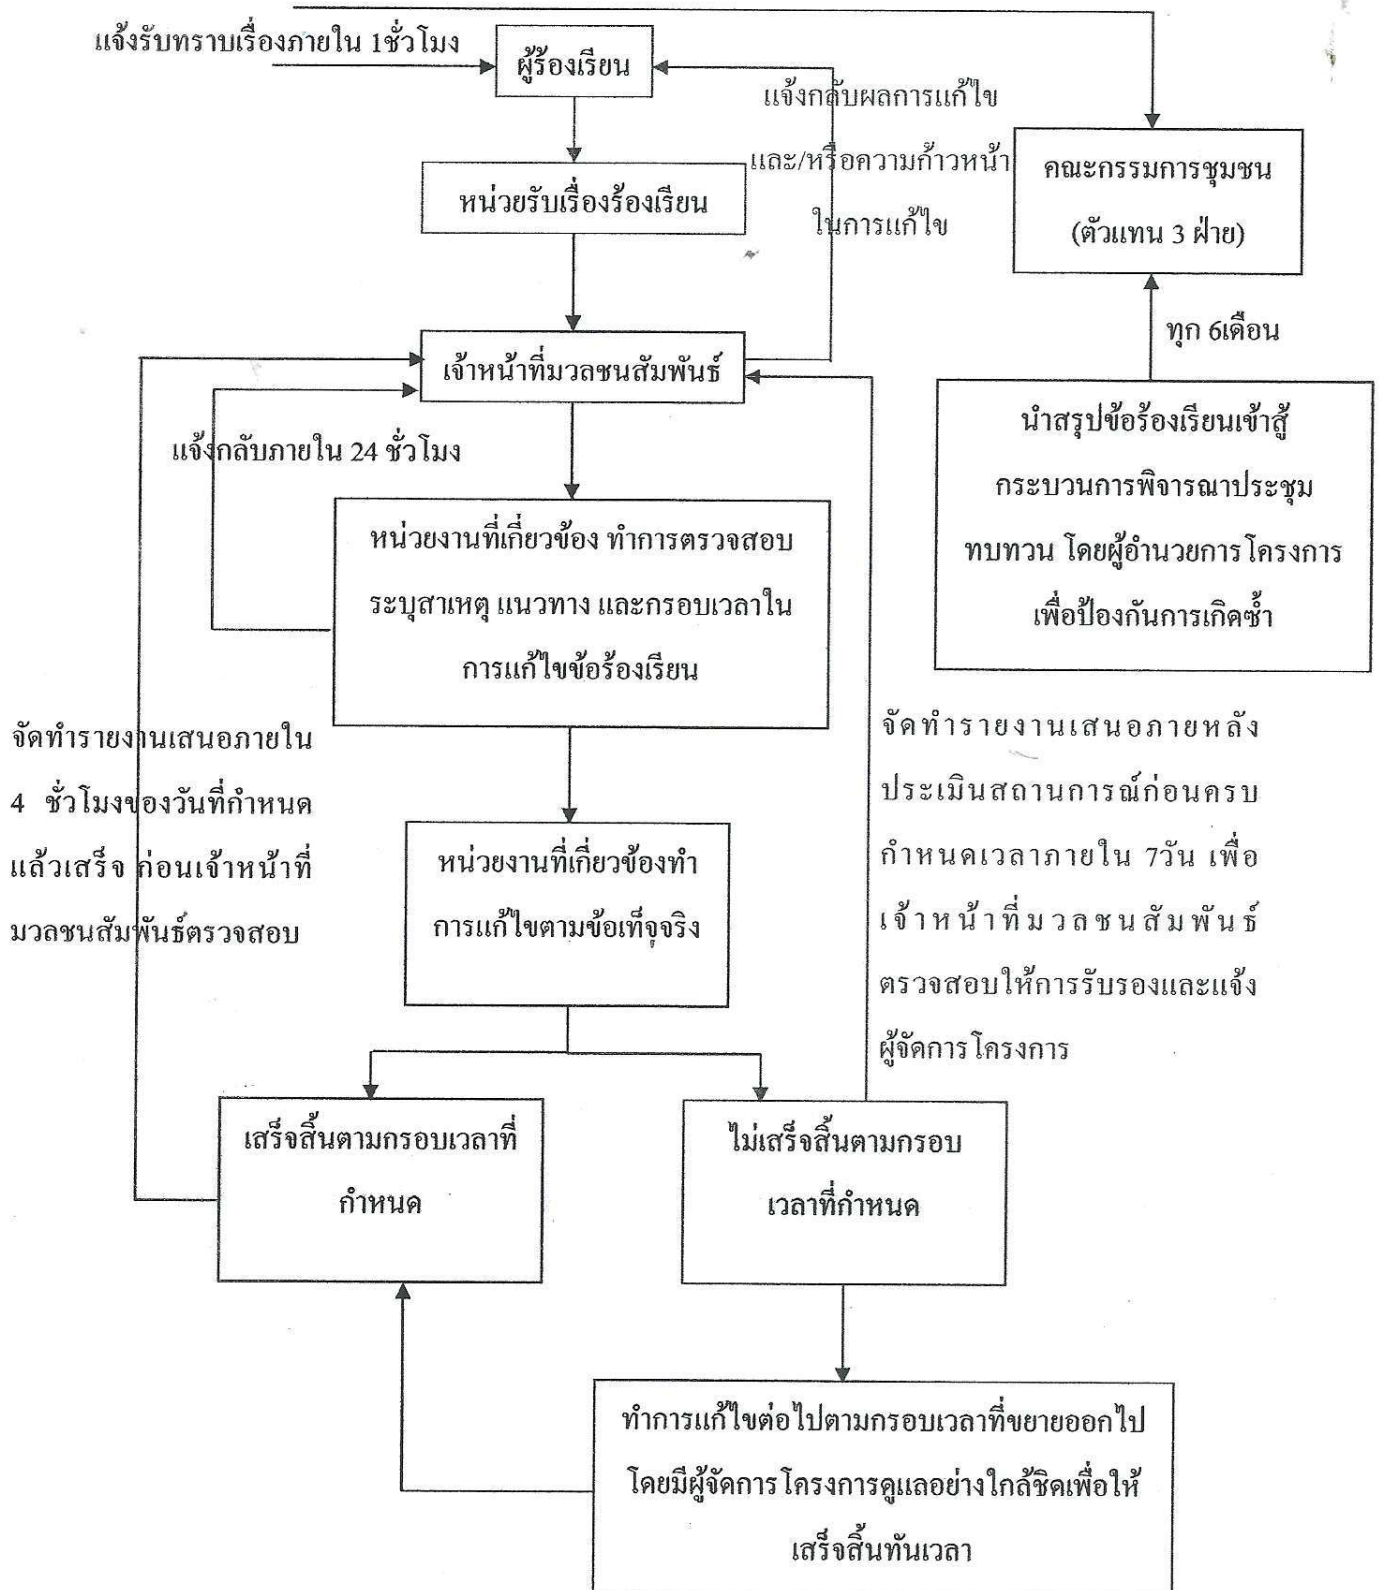 แจ้งรับทราบเรื่องภายใน 1ชั่วโมง
ผู้ร้องเรียน
แจ้งกลับผลการแก้ไข
และ/หรือความก้าวหน้า
ในการแก้ไข
หน่วยรับเรื่องร้องเรียน
คณะกรรมการชุมชน
(ตัวแทน 3 ฝ่าย)
ทุก 6เดือน
เจ้าหน้าที่มวลชนสัมพันธ์
แจ้งกลับภายใน 24 ชั่วโมง
นำสรุปข้อร้องเรียนเข้าสู้
กระบวนการพิจารณาประชุม
ทบทวน โดยผู้อำนวยการโครงการ
เพื่อป้องกันการเกิดซ้ำ
หน่วยงานที่เกี่ยวข้อง ทำการตรวจสอบ
ระบุสาเหตุ แนวทาง และกรอบเวลาใน
การแก้ไขข้อร้องเรียน
จัดทำรายงานเสนอภายใน
4 ชั่วโมงของวันที่กำหนด
แล้วเสร็จ ก่อนเจ้าหน้าที่
มวลชนสัมพันธ์ตรวจสอบ
หน่วยงานที่เกี่ยวข้องทำ
การแก้ไขตามข้อเท็จจริง
จัดทำรายงานเสนอภายหลัง
ประเมินสถานการณ์ก่อนครบ
กำหนดเวลาภายใน 7วัน เพื่อ
เจ้าหน้าที่มวลชนสัมพันธ์
ตรวจสอบให้การรับรองและแจ้ง
ผู้จัดการโครงการ
เสร็จสิ้นตามกรอบเวลาที่
กำหนด
ไม่เสร็จสิ้นตามกรอบ
เวลาที่กำหนด
ทำการแก้ไขต่อไปตามกรอบเวลาที่ขยายออกไป
โดยมีผู้จัดการโครงการดูแลอย่างใกล้ชิดเพื่อให้
เสร็จสิ้นทันเวลา